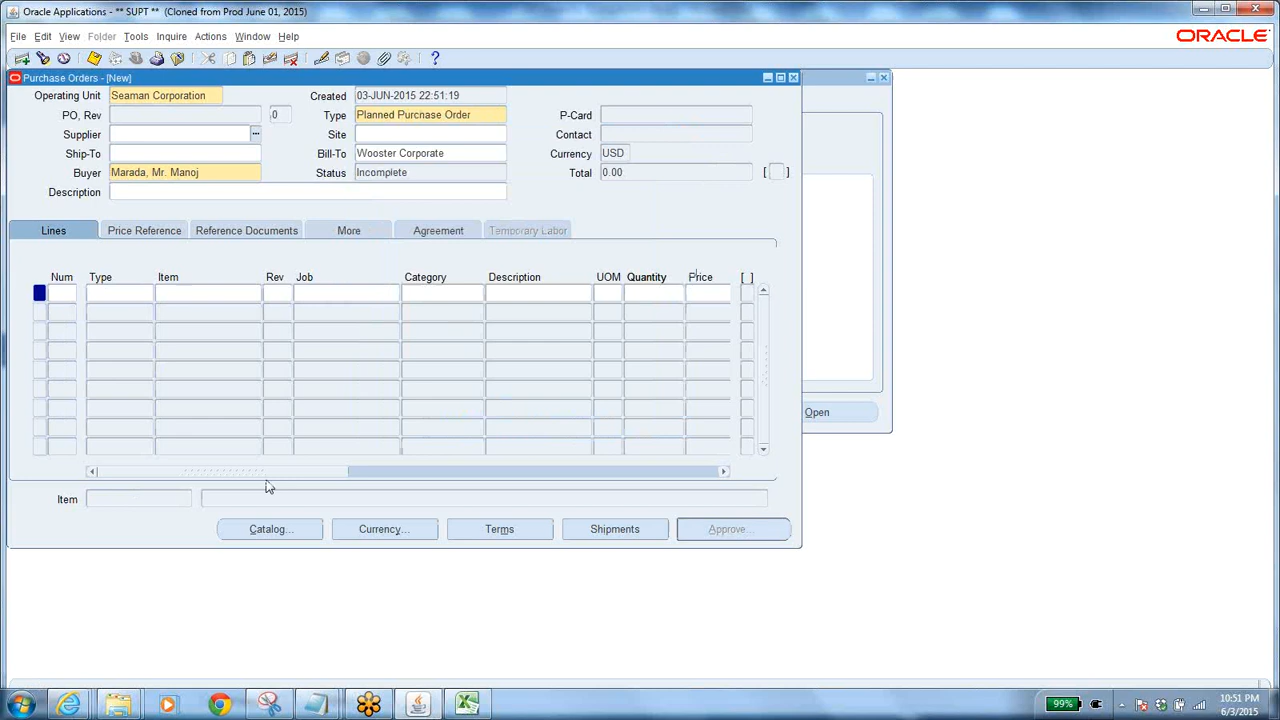 Oracle Applications - ** SUPT ** (Cloned from Prod June 01, 2015)
File Edit View Folder Tools Inquire Actions Window Help
ORACLE
Purchase Orders - [New]
Operating Unit Seaman Corporation Created 03-JUN-2015 22:51:19
PO, Rev 0 Type Planned Purchase Order P-Card
Supplier Site Contact
Ship-To Bill-To Wooster Corporate Currency USD
Buyer Marada, Mr. Manoj Status Incomplete Total 0.00 [ ]
Description
Lines Price Reference Reference Documents More Agreement Temporary Labor
Num Type Item Rev Job Category Description UOM Quantity Price [ ]
Open
Item
Catalog... Currency... Terms Shipments Approve...
99% 10:51 PM
6/3/2015